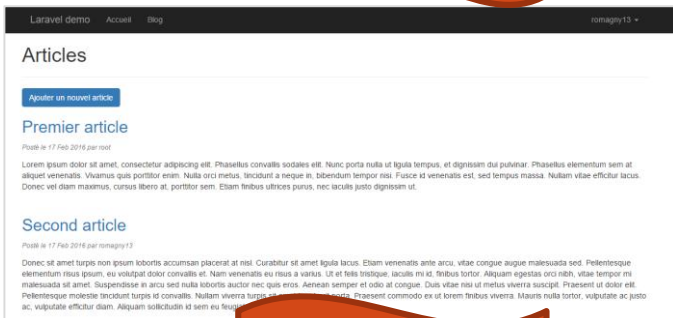 Laravel demo Accueil Blog romagny13
Articles
Ajouter un nouvel article
Premier article
Posté le 17 Feb 2016 par root
Lorem ipsum dolor sit amet, consectetur adipiscing elit. Phasellus convallis sodales elit. Nunc porta nulla ut ligula tempus, et dignissim dui pulvinar. Phasellus elementum sem at
aliquet venenatis. Vivamus quis porttitor enim. Nulla orci metus, tincidunt a neque in, bibendum tempor nisi. Fusce id venenatis est, sed tempus massa. Nullam vitae efficitur lacus.
Donec vel diam maximus, cursus libero at, porttitor sem. Etiam finibus ultrices purus, nec iaculis justo dignissim ut.
Second article
Posté le 17 Feb 2016 par romagny13
Donec sit amet turpis non ipsum lobortis accumsan placerat at nisl. Curabitur sit amet ligula lacus. Etiam venenatis ante arcu, vitae congue augue malesuada sed. Pellentesque
elementum risus ipsum, eu volutpat dolor convallis et. Nam venenatis eu risus a varius. Ut et felis tristique, iaculis mi id, finibus tortor. Aliquam egestas orci nibh, vitae tempor mi
malesuada sit amet. Suspendisse in arcu sed nulla lobortis auctor nec quis eros. Aenean semper et odio at congue. Duis vitae nisi ut metus viverra suscipit. Praesent ut dolor elit.
Pellentesque molestie tincidunt turpis id convallis. Nullam viverra turpis porta. Praesent commodo ex ut lorem finibus viverra. Mauris nulla tortor, vulputate ac justo
ac, vulputate efficitur diam. Aliquam sollicitudin id sem eu